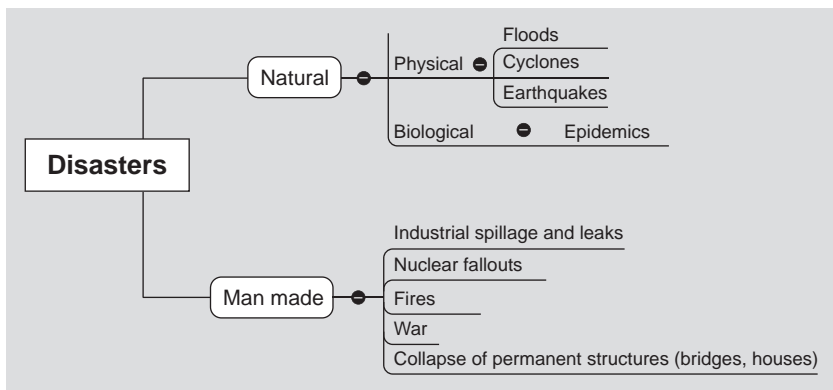 Disasters
Natural
Physical
Floods
Cyclones
Earthquakes
Biological
Epidemics
Man made
Industrial spillage and leaks
Nuclear fallouts
Fires
War
Collapse of permanent structures (bridges, houses)